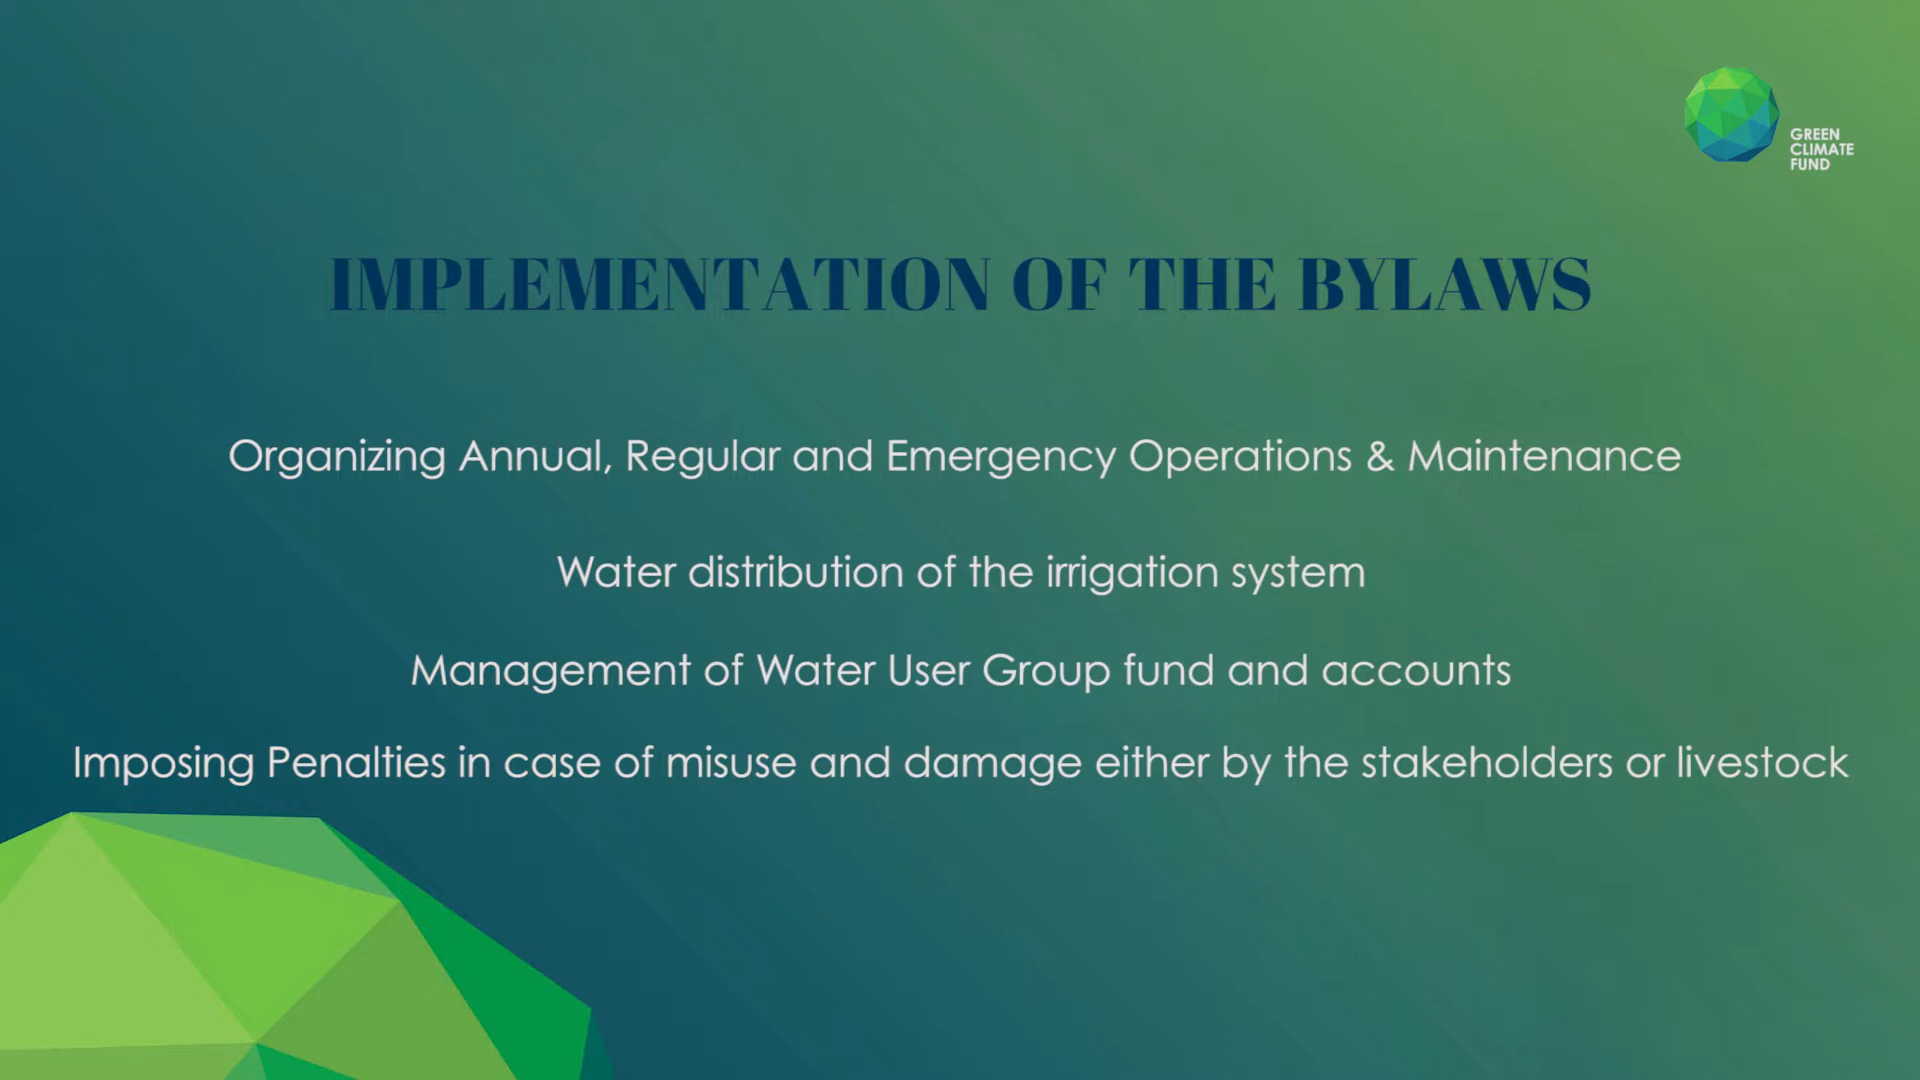 GREEN
CLIMATE
FUND
IMPLEMENTATION OF THE BYLAWS
Organizing Annual, Regular and Emergency Operations & Maintenance
Water distribution of the irrigation system
Management of Water User Group fund and accounts
Imposing Penalties in case of misuse and damage either by the stakeholders or livestock